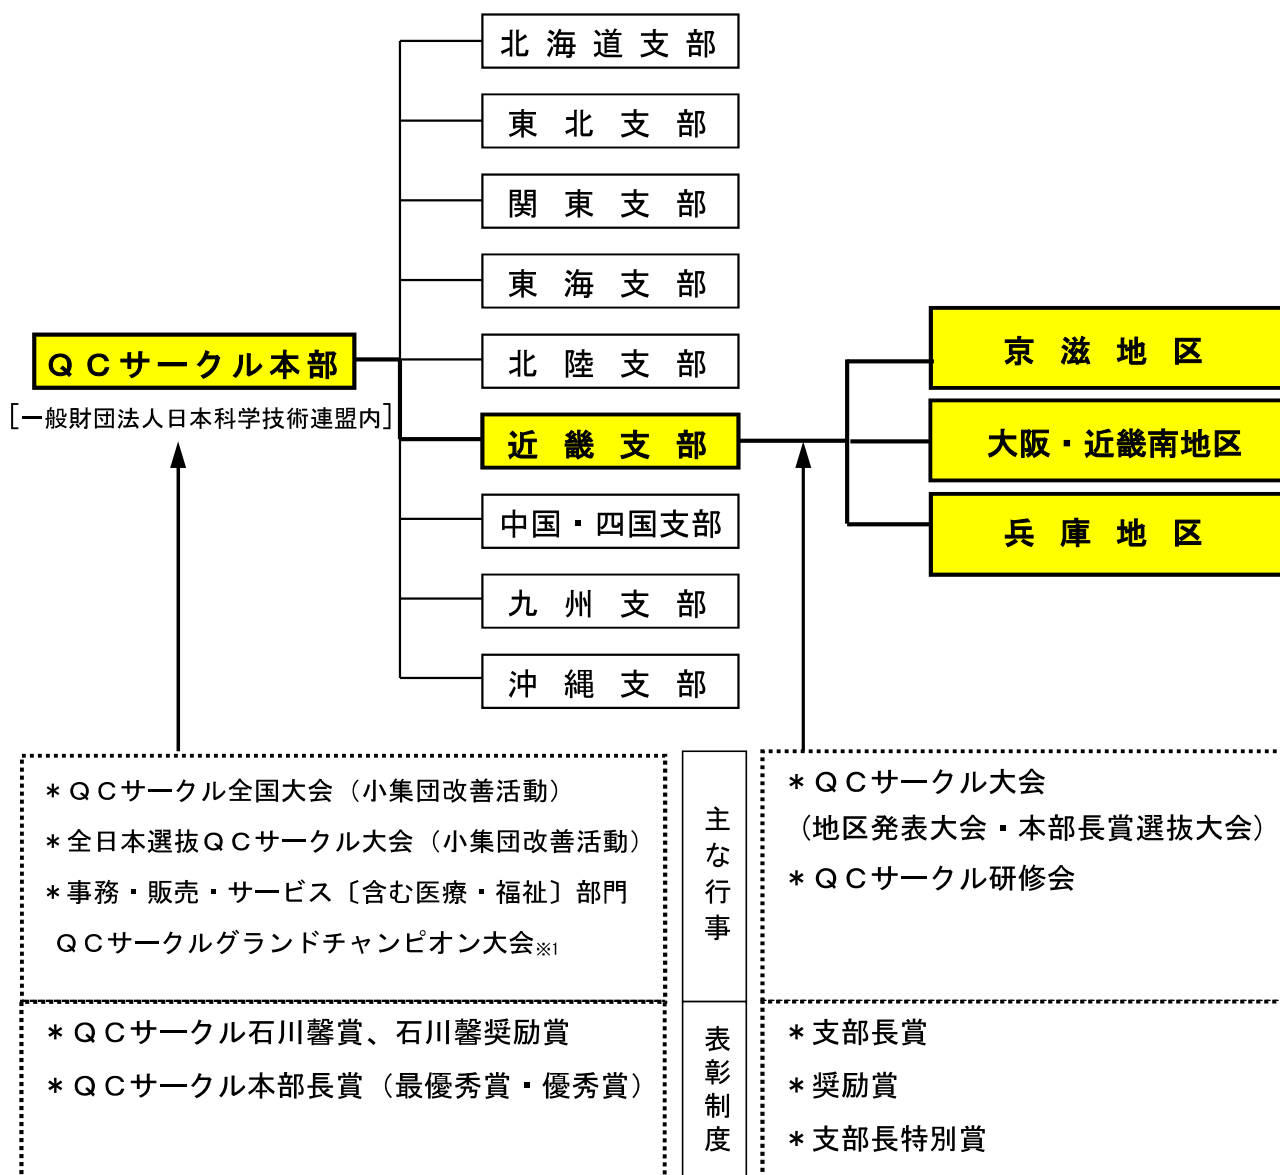 北海道支部
東北支部
関東支部
東海支部
北陸支部
近畿支部
中国・四国支部
九州支部
沖縄支部
QCサークル本部
[一般財団法人日本科学技術連盟内]
京滋地区
大阪・近畿南地区
兵庫地区
*QCサークル全国大会（小集団改善活動）
*全日本選抜QCサークル大会（小集団改善活動）
*事務・販売・サービス〔含む医療・福祉〕部門
QCサークルグランドチャンピオン大会※1
主な行事
*QCサークル大会
（地区発表大会・本部長賞選抜大会）
*QCサークル研修会
*QCサークル石川馨賞、石川馨奨励賞
*QCサークル本部長賞（最優秀賞・優秀賞）
表彰制度
*支部長賞
*奨励賞
*支部長特別賞